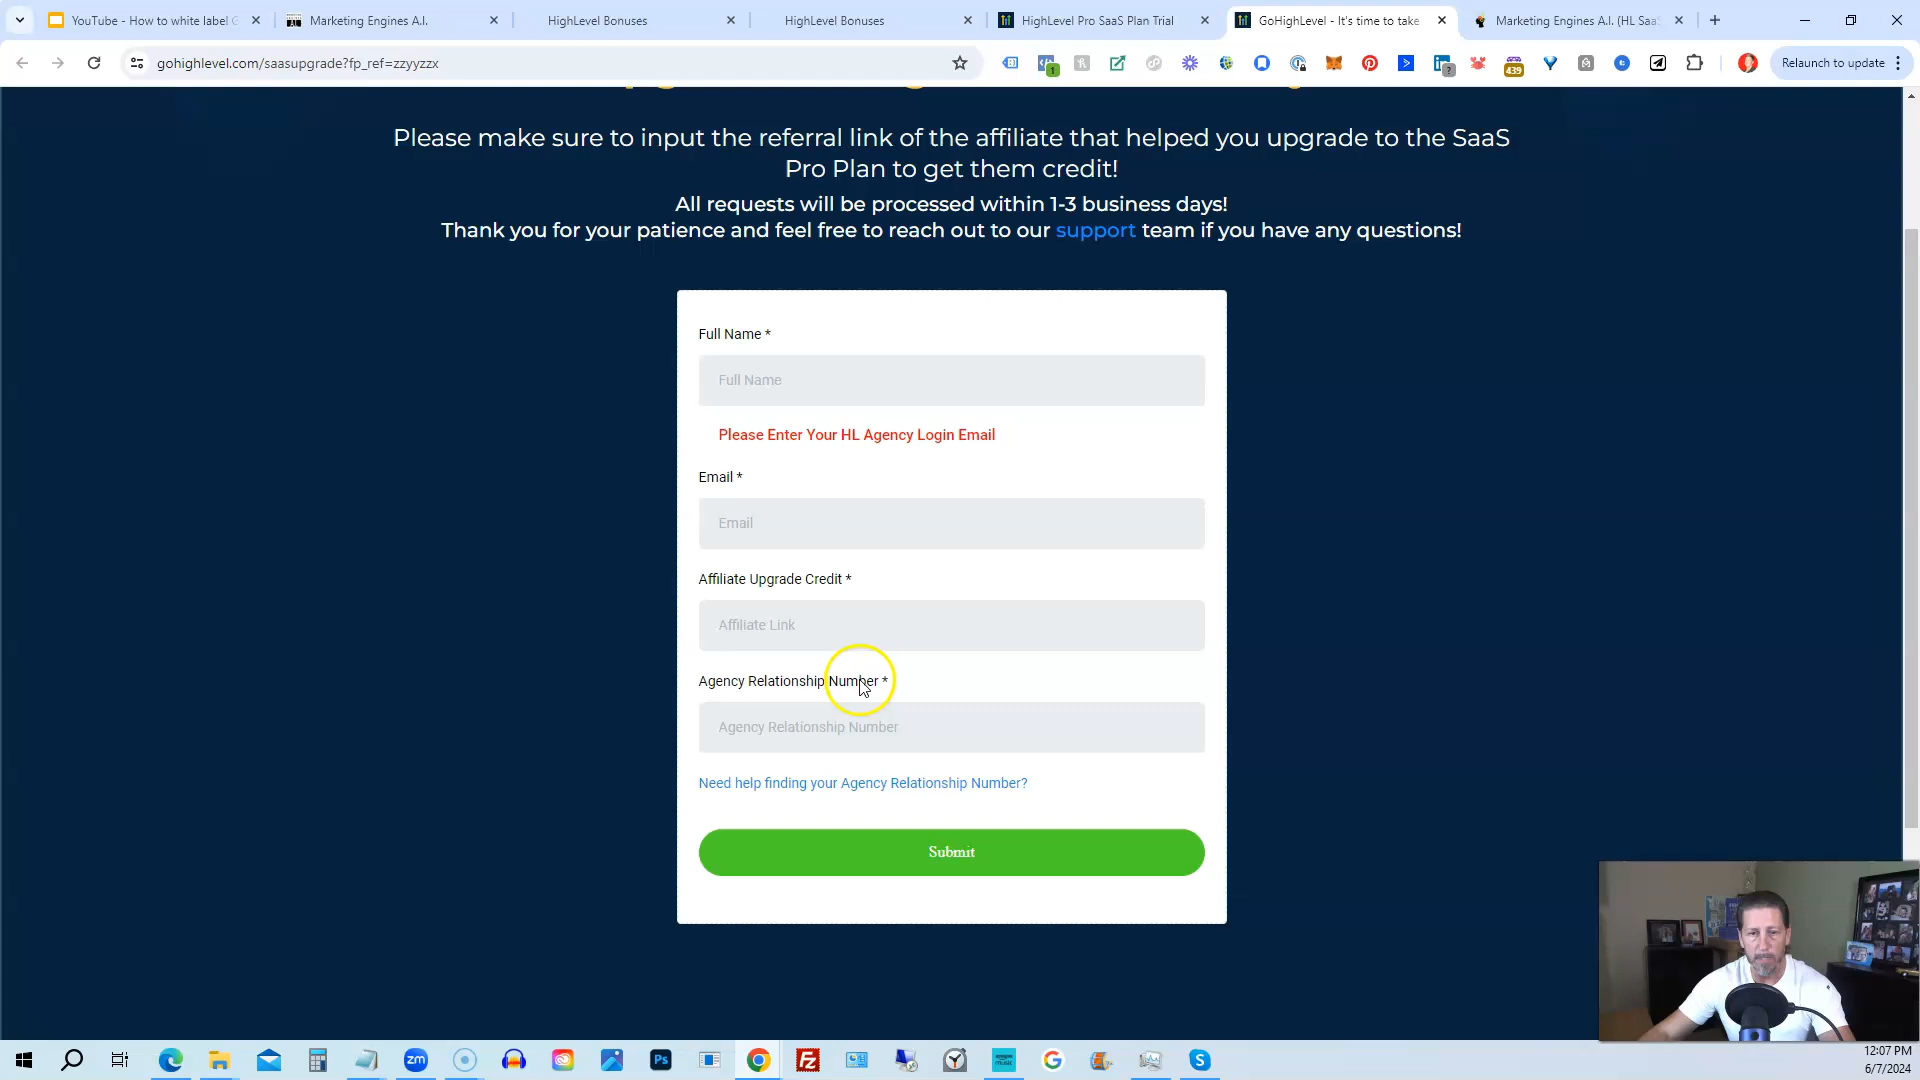 YouTube - How to white label G
Marketing Engines A.I.
HighLevel Bonuses
HighLevel Bonuses
HighLevel Pro SaaS Plan Trial
GoHighLevel - It's time to take
Marketing Engines A.I. (HL Saa
gohighlevel.com/saasupgrade?fp_ref=zzyyzzx
1
?
439
Relaunch to update
Please make sure to input the referral link of the affiliate that helped you upgrade to the SaaS
Pro Plan to get them credit!
All requests will be processed within 1-3 business days!
Thank you for your patience and feel free to reach out to our support team if you have any questions!
Full Name *
Full Name
Please Enter Your HL Agency Login Email
Email *
Email
Affiliate Upgrade Credit *
Affiliate Link
Agency Relationship Number *
Agency Relationship Number
Need help finding your Agency Relationship Number?
Submit
zm
Ps
amazon
music
12:07 PM
6/7/2024